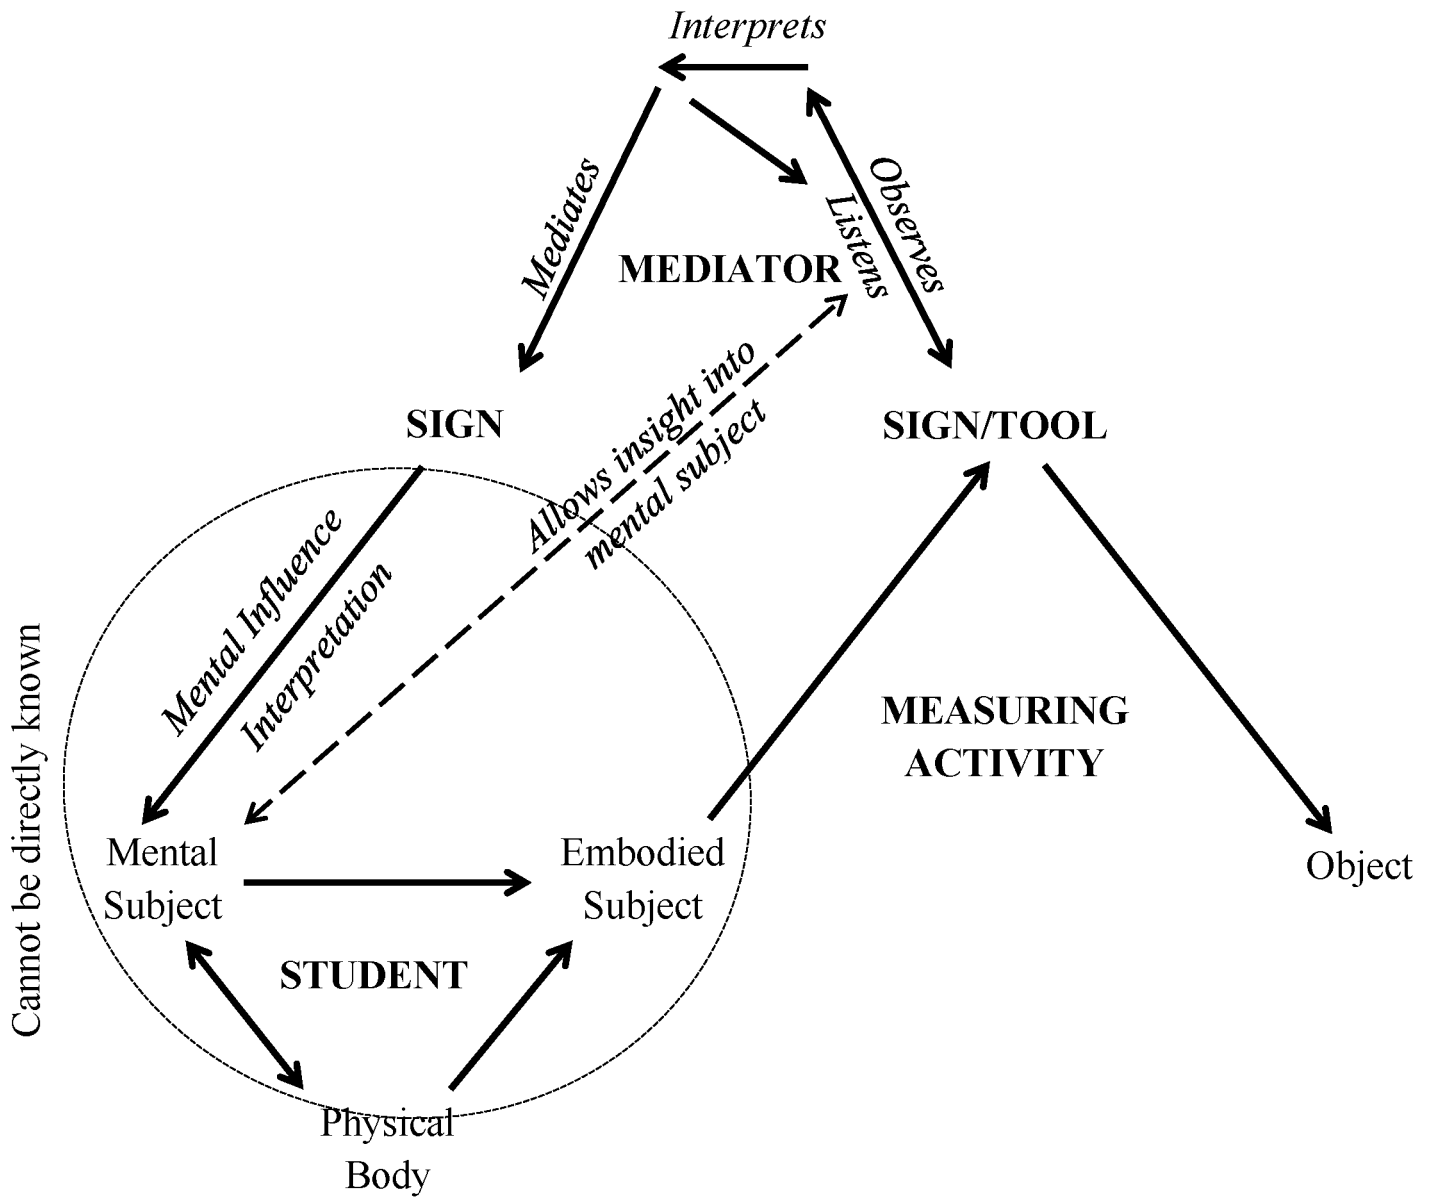 Interprets
Mediates
Observes
Listens
MEDIATOR
Allows insight into
mental subject
SIGN
SIGN/TOOL
Mental Influence
Interpretation
Cannot be directly known
MEASURING
ACTIVITY
Mental
Subject
Embodied
Subject
Object
STUDENT
Physical
Body